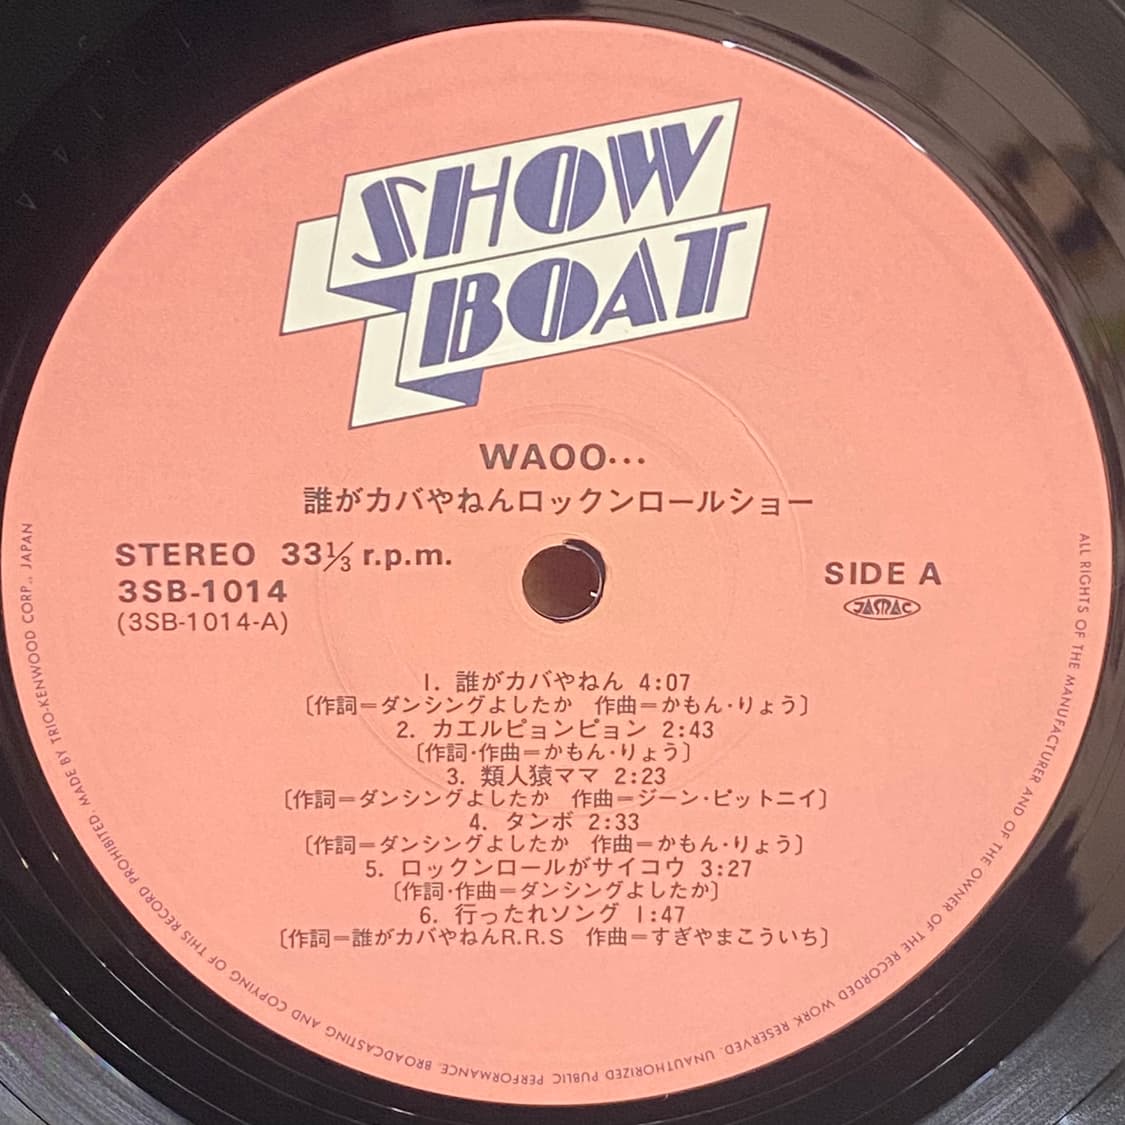 SHOW
BOAT
WAOO…
誰がカバやねんロックンロールショー
STEREO 33⅓ r.p.m.
3SB-1014
(3SB-1014-A)
SIDE A
JASRAC
1. 誰がカバやねん 4:07
〔作詞=ダンシングよしたか 作曲=かもん・りょう〕
2. カエルピョンピョン 2:43
〔作詞・作曲=かもん・りょう〕
3. 類人猿ママ 2:23
〔作詞=ダンシングよしたか 作曲=ジーン・ピットニイ〕
4. タンボ 2:33
〔作詞=ダンシングよしたか 作曲=かもん・りょう〕
5. ロックンロールがサイコウ 3:27
〔作詞・作曲=ダンシングよしたか〕
6. 行ったれソング 1:47
〔作詞=誰がカバやねんR.R.S 作曲=すぎやまこういち〕
ALL RIGHTS OF THE MANUFACTURER AND OF THE OWNER OF THE RECORDED WORK RESERVED. UNAUTHORIZED PUBLIC PERFORMANCE. BROADCASTING AND COPYING OF THIS RECORD PROHIBITED. MADE BY TRIO-KENWOOD CORP., JAPAN